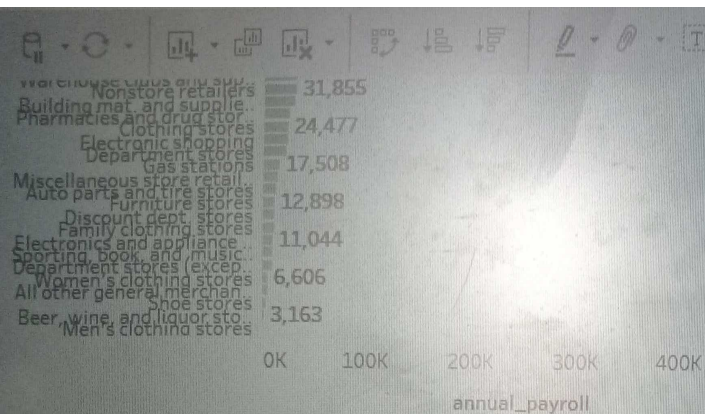 Warehouse clubs and sup..
Nonstore retailers 31,855
Building mat. and supplie..
Pharmacies and drug stor..
Clothing stores 24,477
Electronic shopping
Department stores
Gas stations 17,508
Miscellaneous store retail..
Auto parts and tire stores
Furniture stores 12,898
Discount dept. stores
Family clothing stores
Electronics and appliance .. 11,044
Sporting, book, and music..
Department stores (excep..
Women's clothing stores 6,606
All other general merchan..
Shoe stores
Beer, wine, and liquor sto.. 3,163
Men's clothing stores
0K 100K 200K 300K 400K
annual_payroll